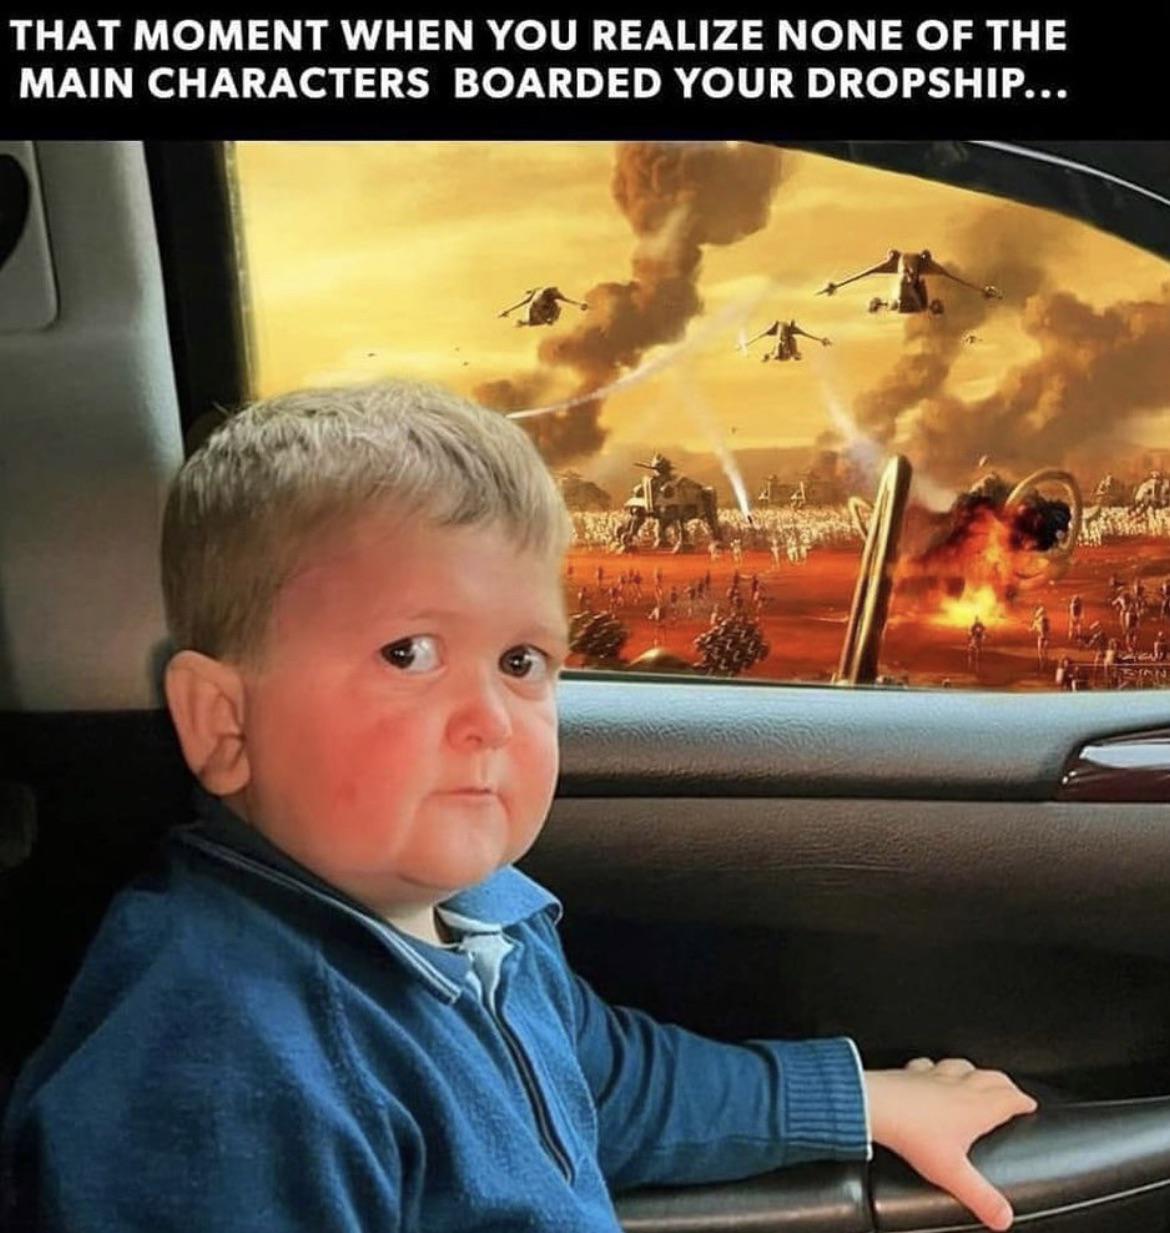 THAT MOMENT WHEN YOU REALIZE NONE OF THE
MAIN CHARACTERS BOARDED YOUR DROPSHIP...